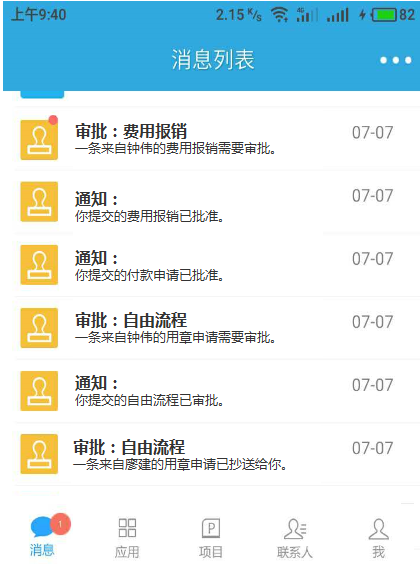 上午9:40 2.15 K/s 4G 82
消息列表
审批：费用报销 07-07
一条来自钟伟的费用报销需要审批。
通知： 07-07
你提交的费用报销已批准。
通知： 07-07
你提交的付款申请已批准。
审批：自由流程 07-07
一条来自钟伟的用章申请需要审批。
通知： 07-07
你提交的自由流程已审批。
审批：自由流程 07-07
一条来自廖建的用章申请已抄送给你。
1
P
消息 应用 项目 联系人 我